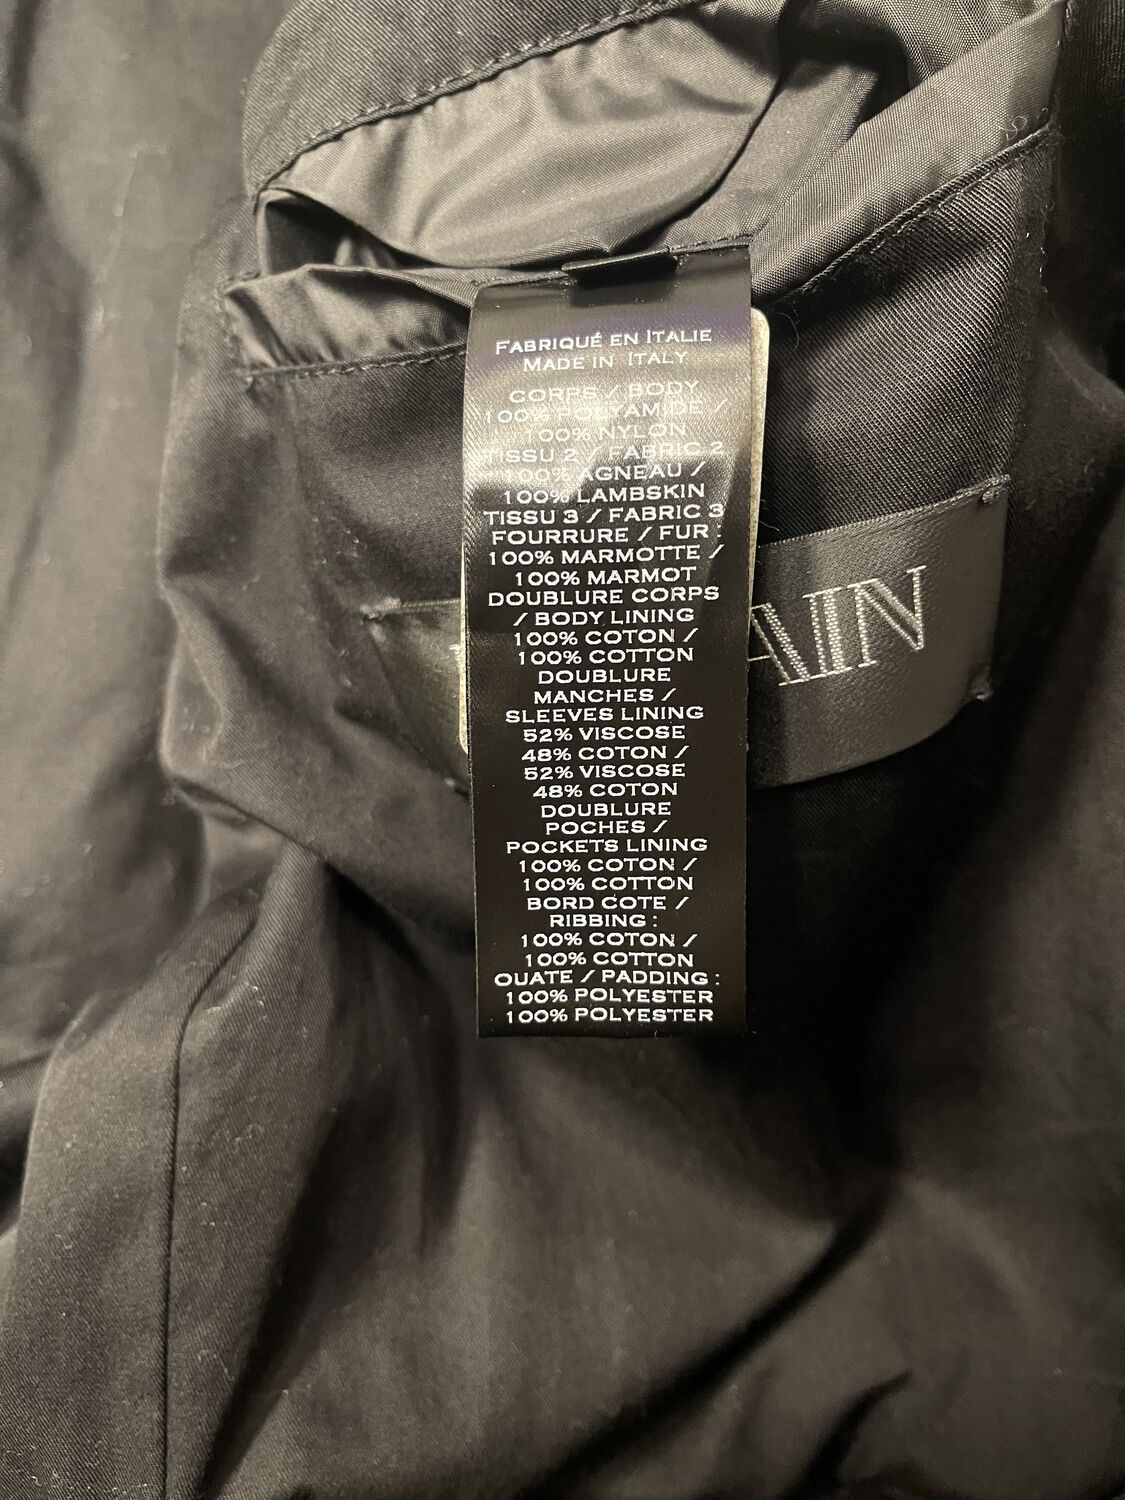 FABRIQUÉ EN ITALIE
MADE IN ITALY
CORPS / BODY
100% POLYAMIDE /
100% NYLON
TISSU 2 / FABRIC 2
100% AGNEAU /
100% LAMBSKIN
TISSU 3 / FABRIC 3
FOURRURE / FUR :
100% MARMOTTE /
100% MARMOT
DOUBLURE CORPS
/ BODY LINING
100% COTON /
100% COTTON
DOUBLURE
MANCHES /
SLEEVES LINING
52% VISCOSE
48% COTON /
52% VISCOSE
48% COTON
DOUBLURE
POCHES /
POCKETS LINING
100% COTON /
100% COTTON
BORD COTE /
RIBBING :
100% COTON /
100% COTTON
OUATE / PADDING :
100% POLYESTER
100% POLYESTER